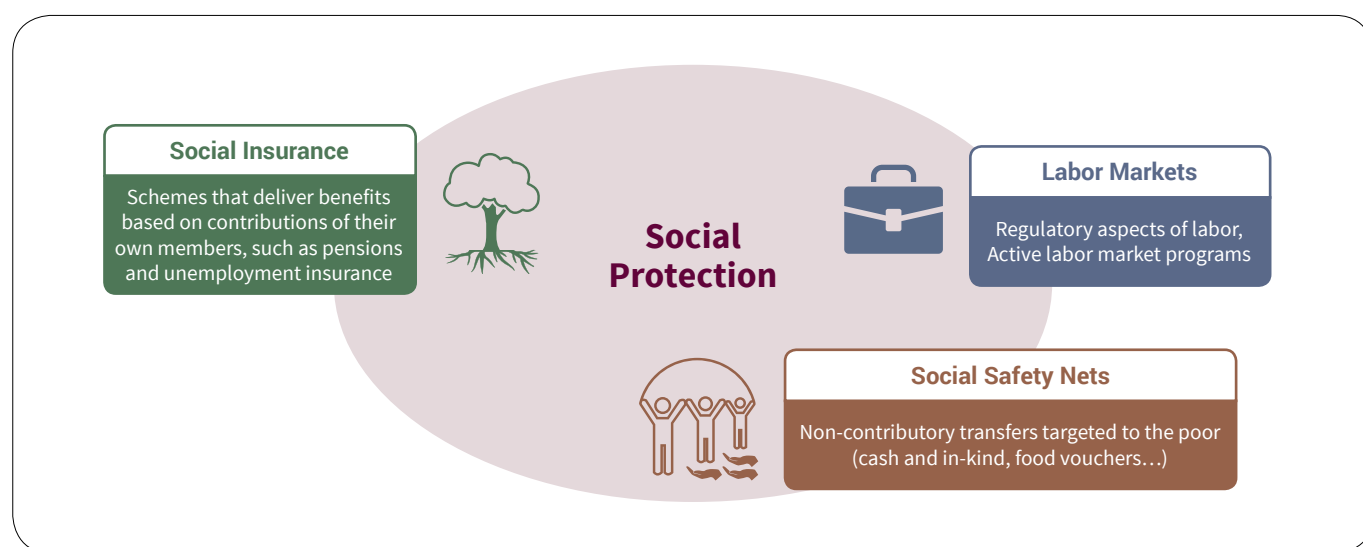 Social Insurance
Schemes that deliver benefits
based on contributions of their
own members, such as pensions
and unemployment insurance
Social
Protection
Labor Markets
Regulatory aspects of labor,
Active labor market programs
Social Safety Nets
Non-contributory transfers targeted to the poor
(cash and in-kind, food vouchers…)